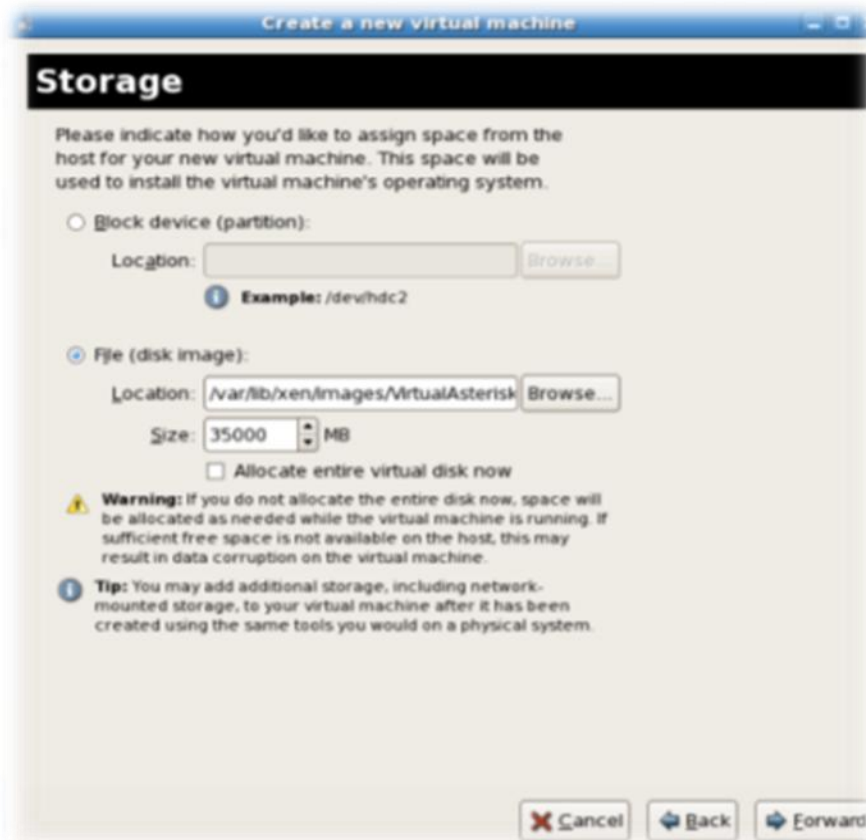 Create a new virtual machine
Storage
Please indicate how you'd like to assign space from the
host for your new virtual machine. This space will be
used to install the virtual machine's operating system.
Block device (partition):
Location: Browse...
Example: /dev/hdc2
File (disk image):
Location: /var/lib/xen/images/VirtualAsterisk Browse...
Size: 35000 MB
Allocate entire virtual disk now
Warning: If you do not allocate the entire disk now, space will
be allocated as needed while the virtual machine is running. If
sufficient free space is not available on the host, this may
result in data corruption on the virtual machine.
Tip: You may add additional storage, including network-
mounted storage, to your virtual machine after it has been
created using the same tools you would on a physical system.
Cancel Back Forwar